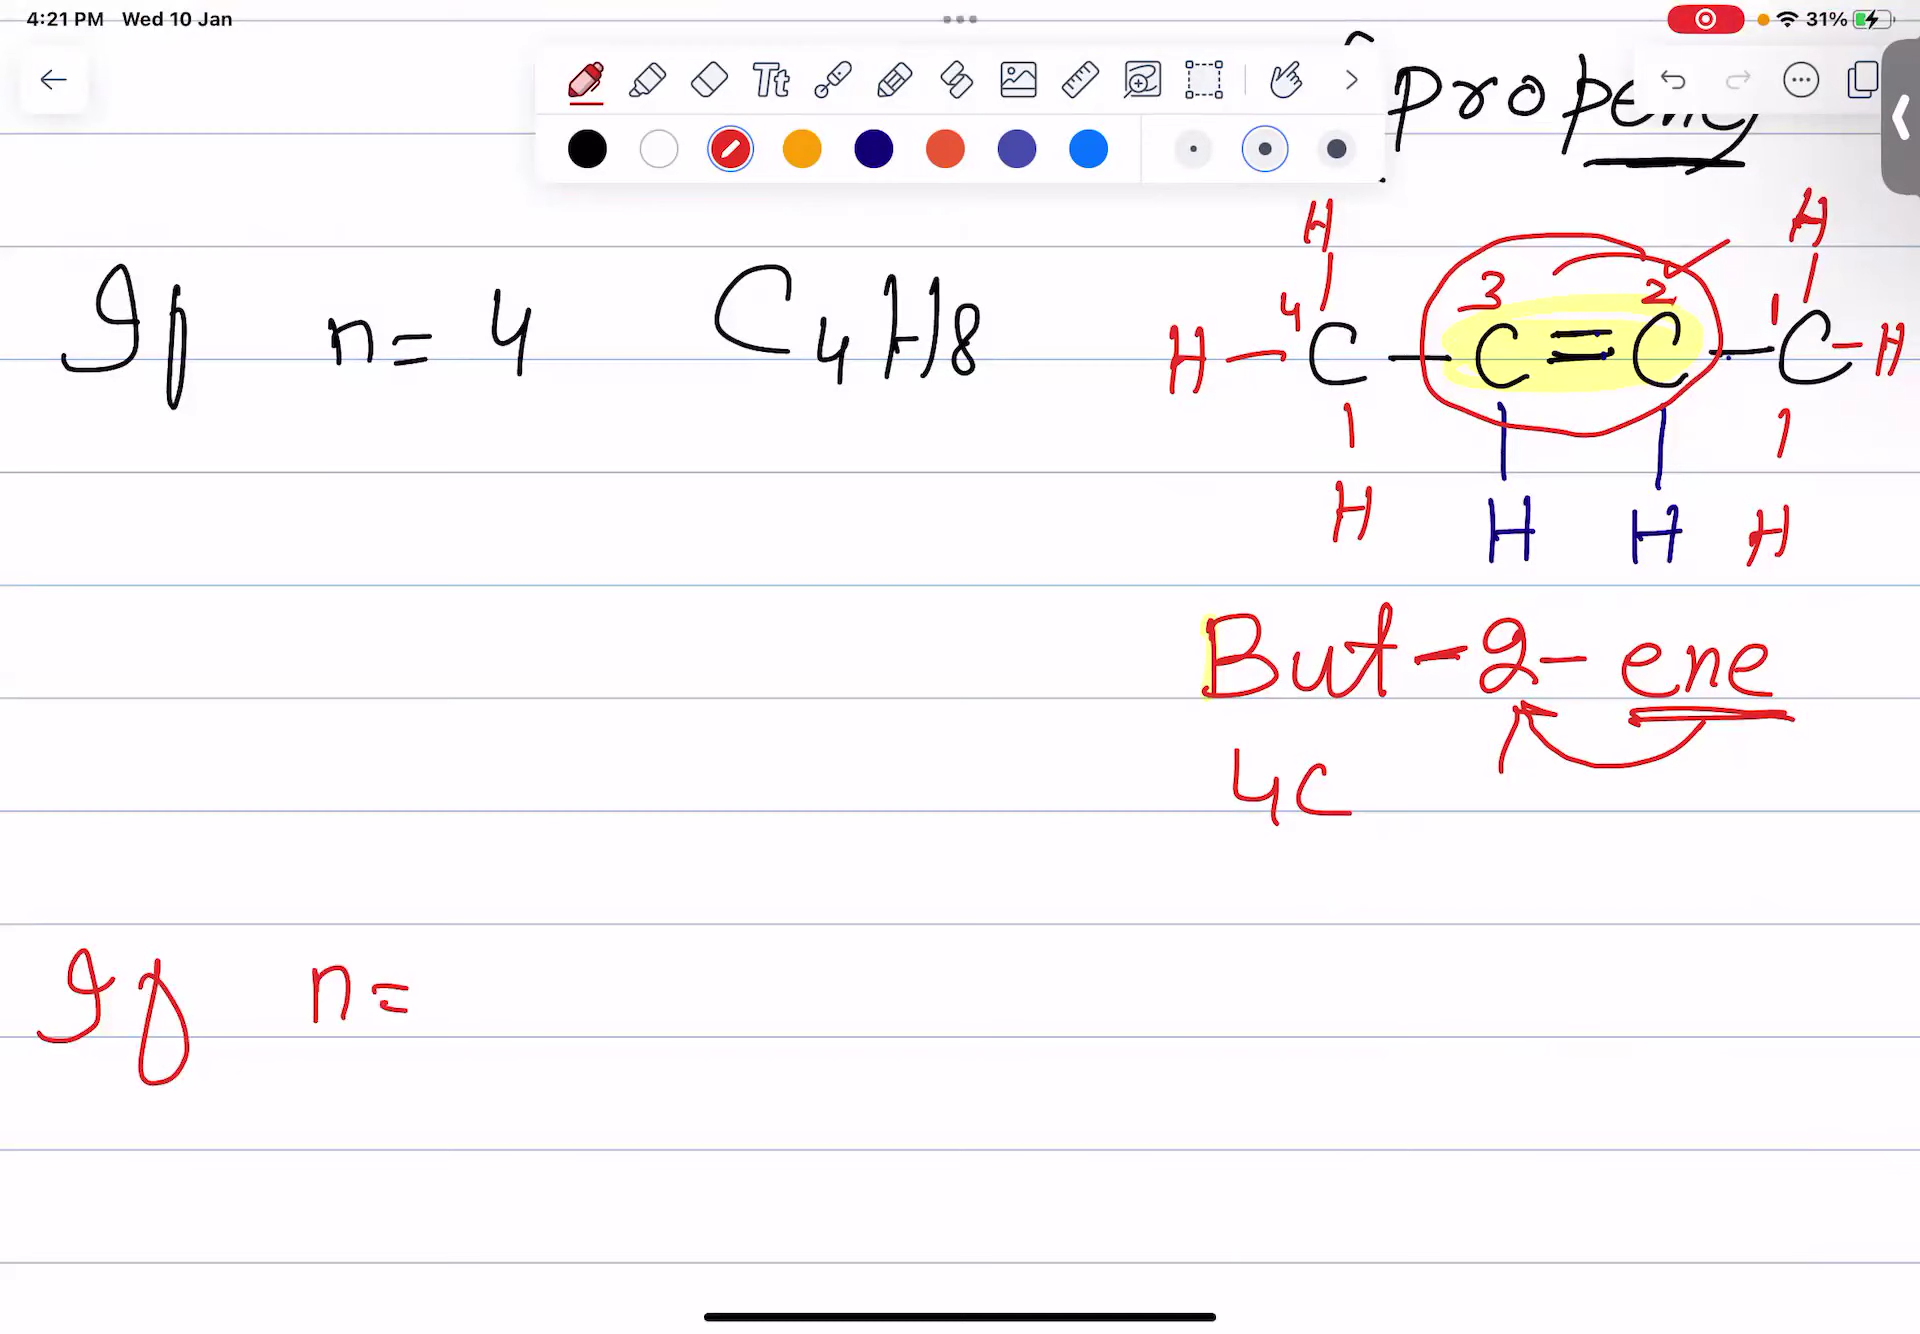 4:21 PM Wed 10 Jan
31%
Tt
propene
If n= 4 C4H8
H H
4 3 2 1
H – C – C = C – C – H
H H H H
But-2-ene
4C
If n=